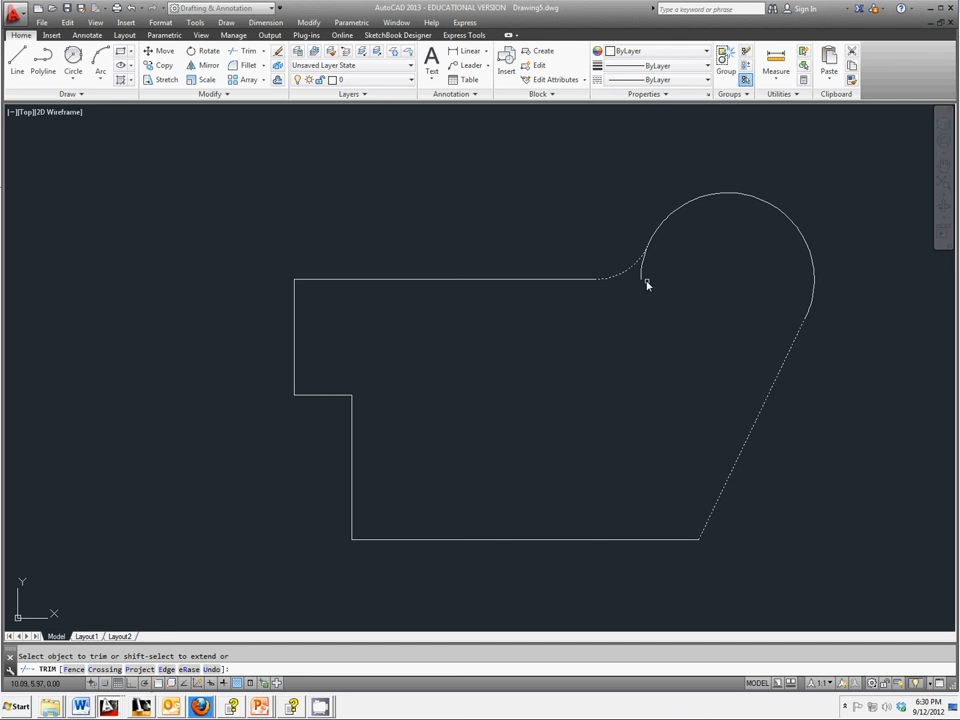 AutoCAD 2013 - EDUCATIONAL VERSION Drawing5.dwg
Drafting & Annotation
Type a keyword or phrase
Sign In
File Edit View Insert Format Tools Draw Dimension Modify Parametric Window Help Express
Home Insert Annotate Layout Parametric View Manage Output Plug-ins Online SketchBook Designer Express Tools
Line Polyline Circle Arc
Move Rotate Trim
Copy Mirror Fillet
Stretch Scale Array
Unsaved Layer State
0
Text
Linear
Leader
Table
Insert
Create
Edit
Edit Attributes
ByLayer
ByLayer
ByLayer
Group
Measure
Paste
Draw Modify Layers Annotation Block Properties Groups Utilities Clipboard
[−][Top][2D Wireframe]
Y
X
Model Layout1 Layout2
Select object to trim or shift-select to extend or
TRIM [Fence Crossing Project Edge eRase Undo]:
10.09, 5.97, 0.00
MODEL
1:1
Start
6:30 PM
9/12/2012